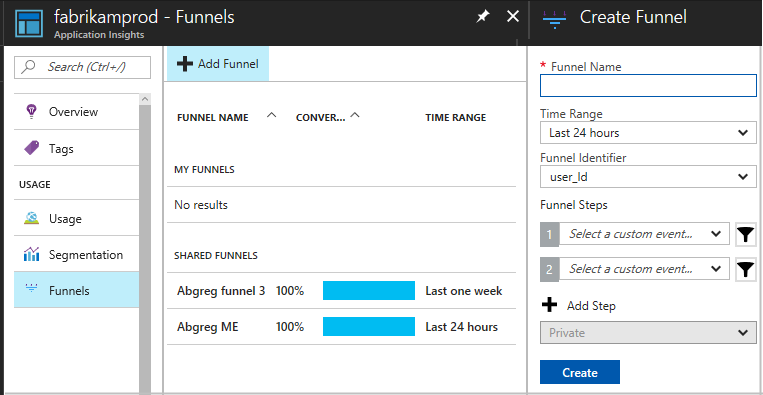 fabrikamprod - Funnels
Application Insights
Search (Ctrl+/)
Overview
Tags
USAGE
Usage
Segmentation
Funnels
Add Funnel
FUNNEL NAME CONVER... TIME RANGE
MY FUNNELS
No results
SHARED FUNNELS
Abgreg funnel 3 100% Last one week
Abgreg ME 100% Last 24 hours
Create Funnel
* Funnel Name
Time Range
Last 24 hours
Funnel Identifier
user_Id
Funnel Steps
1 Select a custom event...
2 Select a custom event...
Add Step
Private
Create